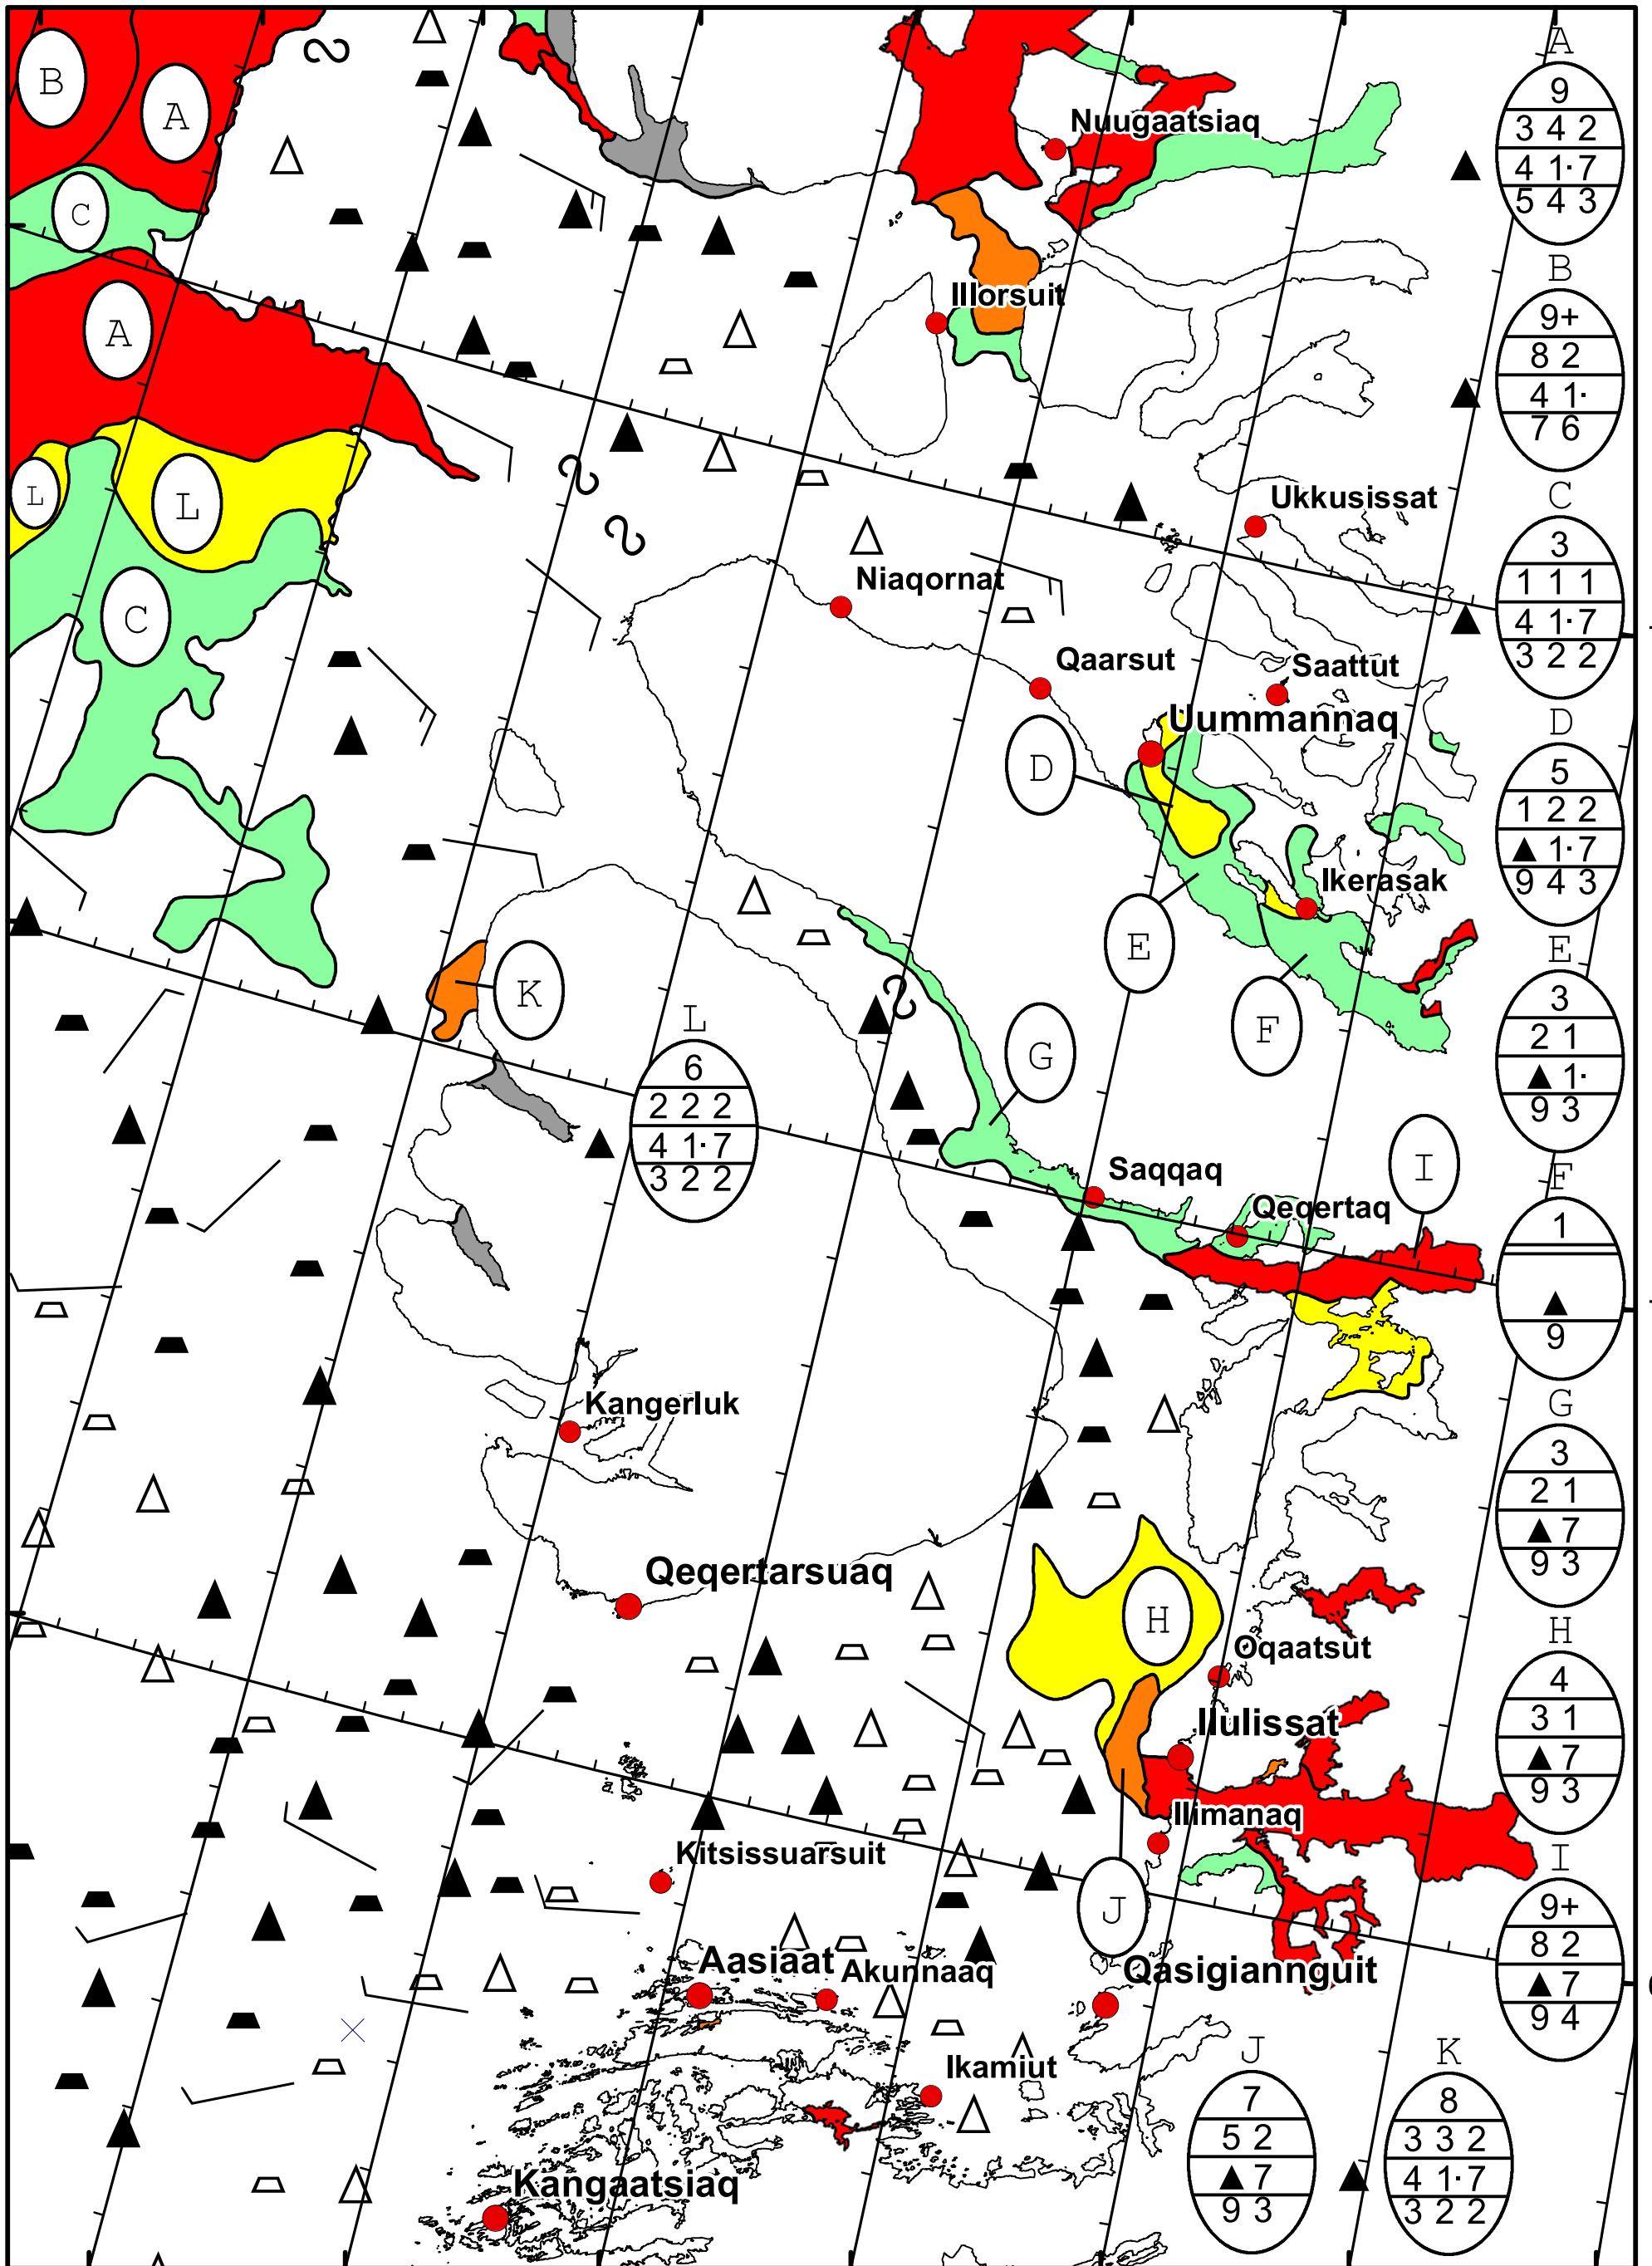 B
A
C
A
L
L
C
Nuugaatsiaq
Illorsuit
Ukkusissat
Niaqornat
Qaarsut
Saattut
Uummannaq
D
Ikerasak
E
K
F
G
Saqqaq
I
Qeqertaq
Kangerluk
Qeqertarsuaq
H
Oqaatsut
Ilulissat
Ilimanaq
Kitsissuarsuit
J
Aasiaat
Akunnaaq
Qasigiannguit
Ikamiut
Kangaatsiaq
L
6
2 2 2
4 1· 7
3 2 2
A
9
3 4 2
4 1· 7
5 4 3
B
9+
8 2
4 1·
7 6
C
3
1 1 1
4 1· 7
3 2 2
D
5
1 2 2
▲ 1· 7
9 4 3
E
3
2 1
▲ 1·
9 3
F
1
▲
9
G
3
2 1
▲ 7
9 3
H
4
3 1
▲ 7
9 3
I
9+
8 2
▲ 7
9 4
J
7
5 2
▲ 7
9 3
K
8
3 3 2
4 1· 7
3 2 2